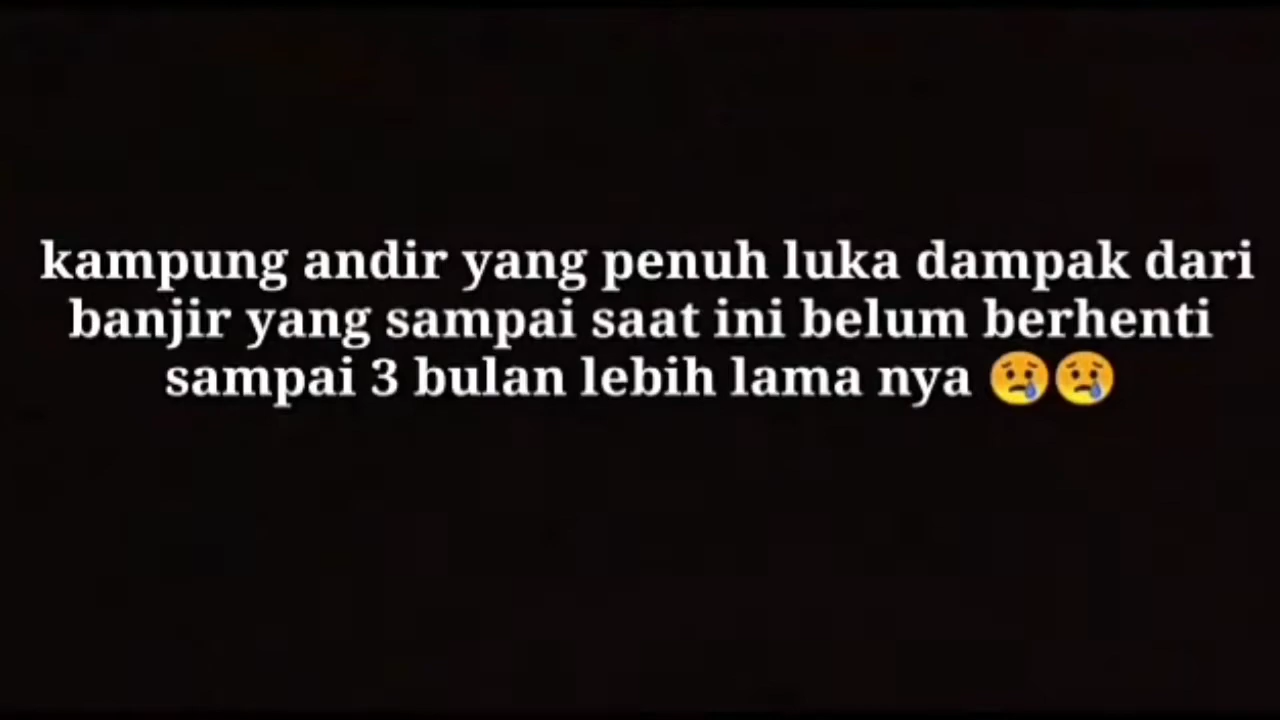 kampung andir yang penuh luka dampak dari
banjir yang sampai saat ini belum berhenti
sampai 3 bulan lebih lama nya 😢😢